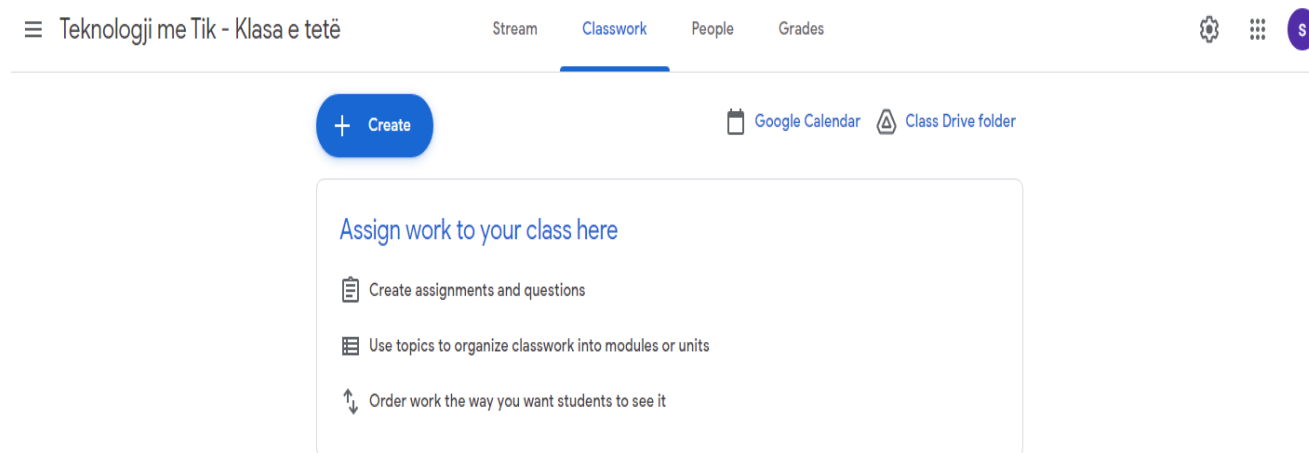 Teknologji me Tik - Klasa e tetë
Stream Classwork People Grades
S
Create
Google Calendar Class Drive folder
Assign work to your class here
Create assignments and questions
Use topics to organize classwork into modules or units
Order work the way you want students to see it